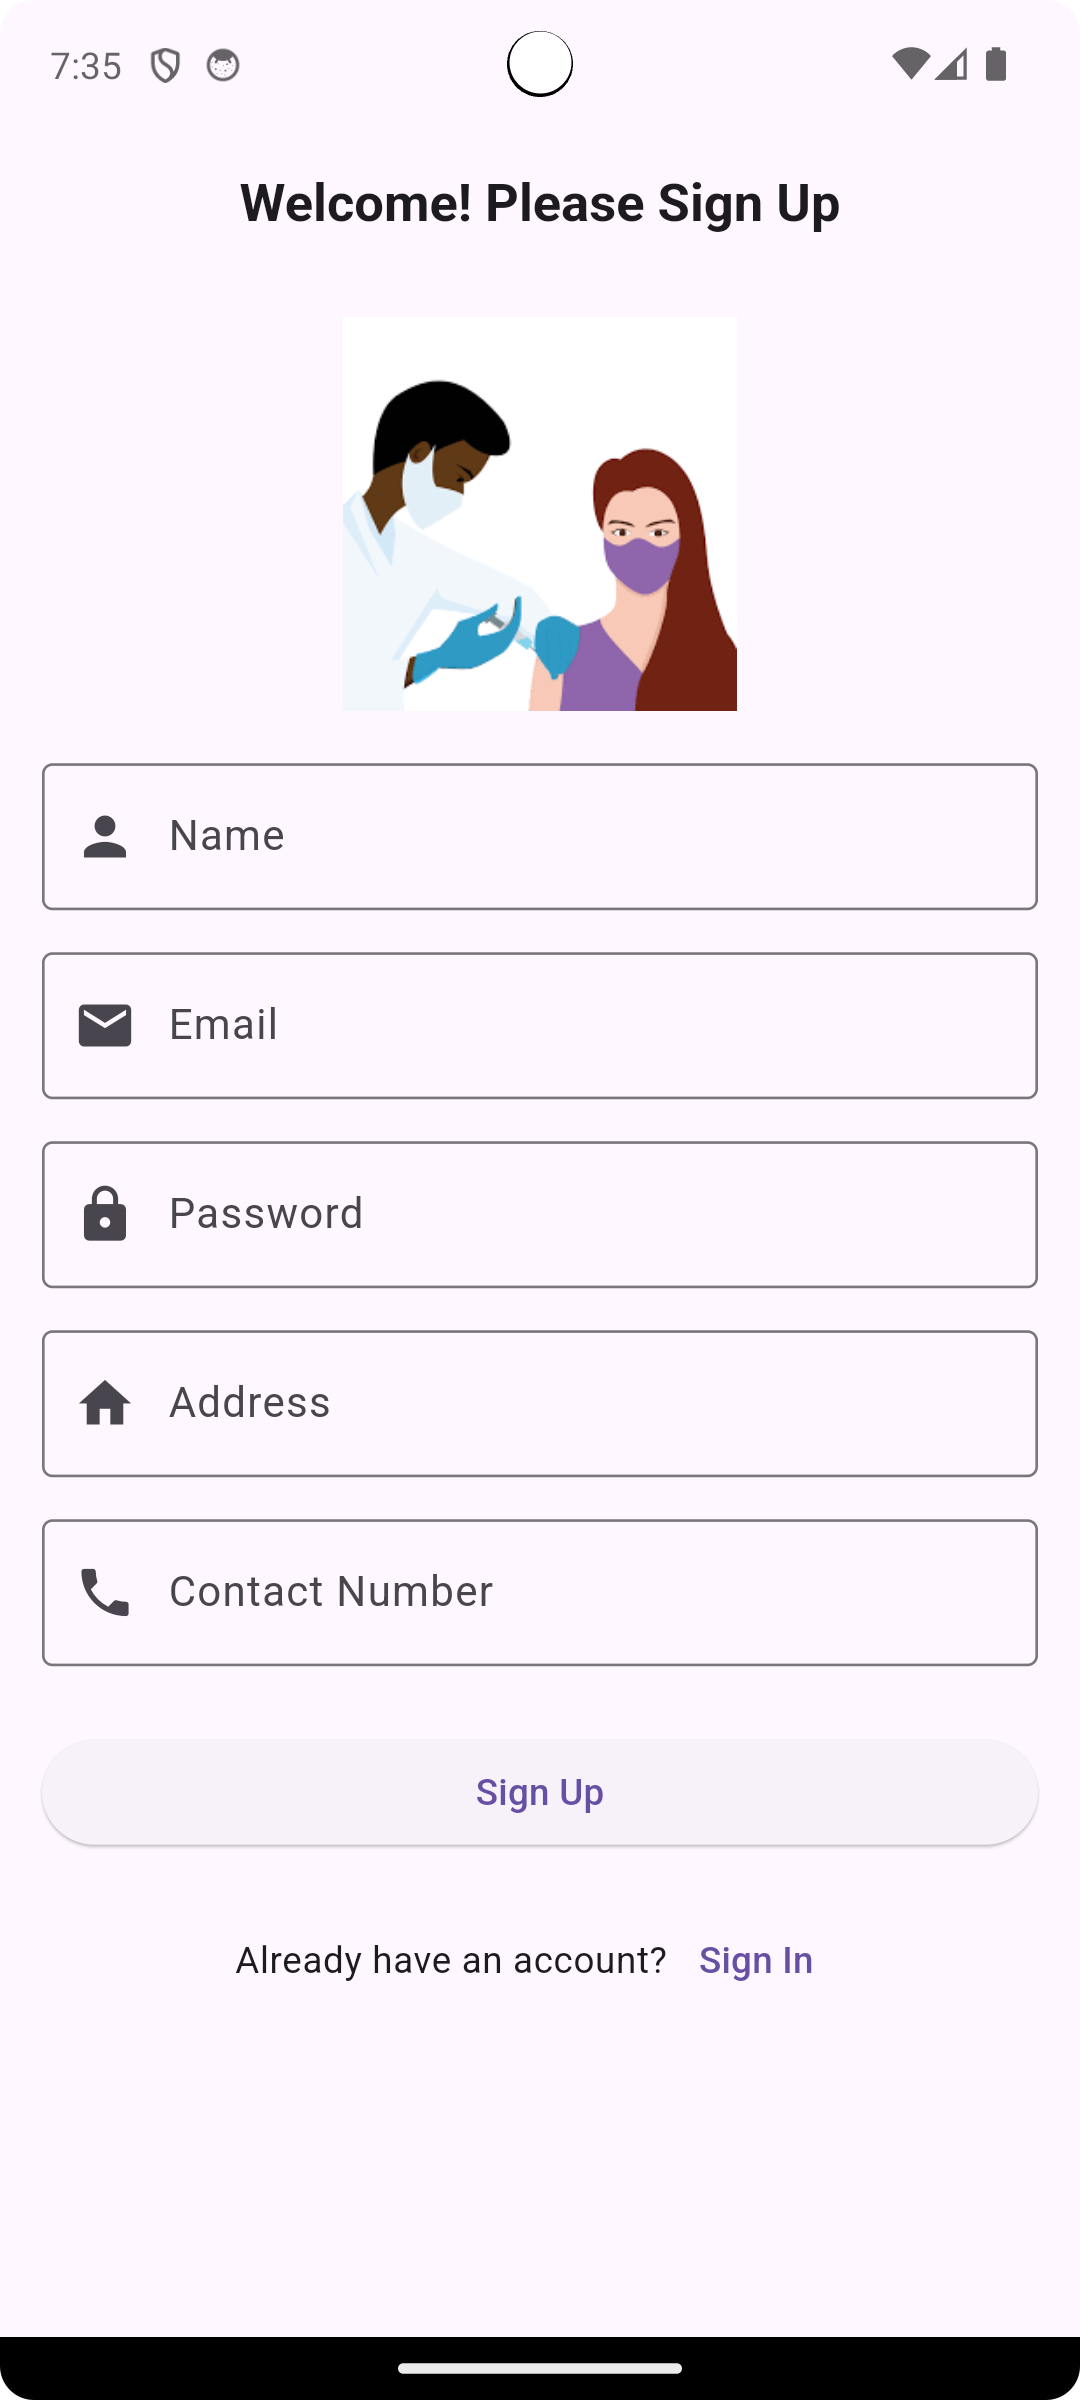 7:35
Welcome! Please Sign Up
Name
Email
Password
Address
Contact Number
Sign Up
Already have an account? Sign In